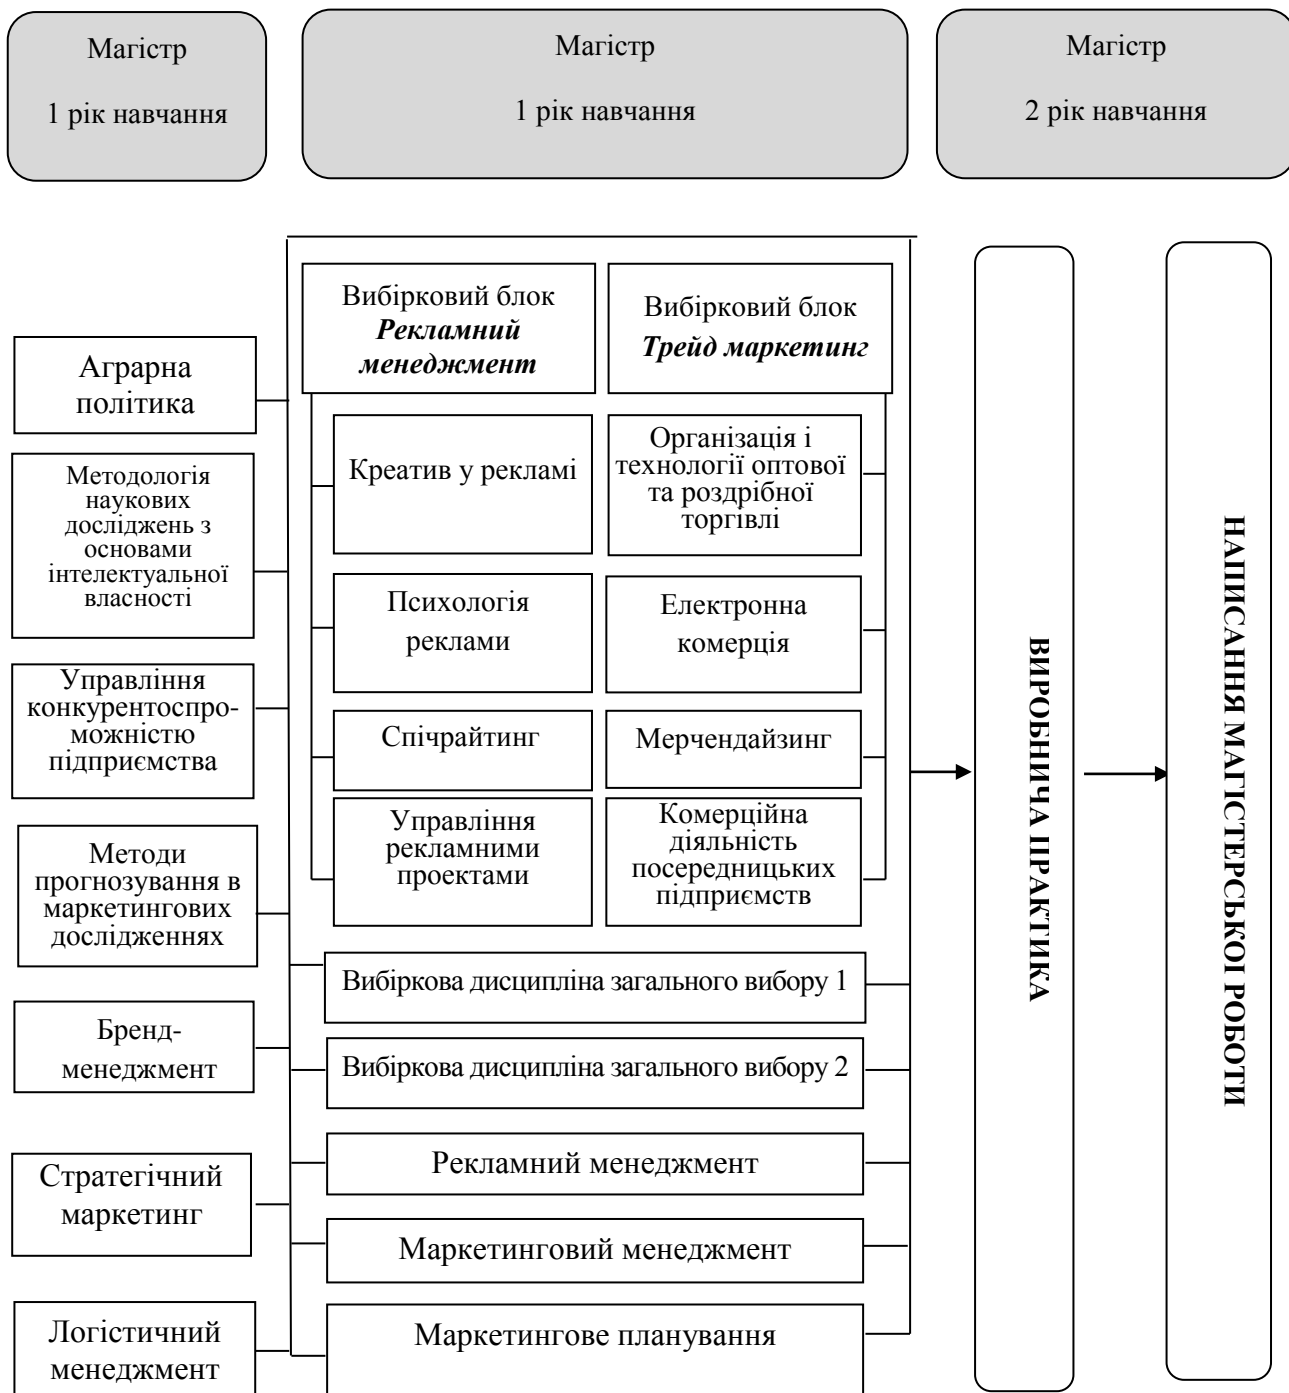 Магістр
1 рік навчання
Магістр
1 рік навчання
Магістр
2 рік навчання
Аграрна
політика
Методологія
наукових
досліджень з
основами
інтелектуальної
власності
Управління
конкурентоспро-
можністю
підприємства
Методи
прогнозування в
маркетингових
дослідженнях
Бренд-
менеджмент
Стратегічний
маркетинг
Логістичний
менеджмент
Вибірковий блок
Рекламний
менеджмент
Креатив у рекламі
Психологія
реклами
Спічрайтинг
Управління
рекламними
проектами
Вибірковий блок
Трейд маркетинг
Організація і
технології оптової
та роздрібної
торгівлі
Електронна
комерція
Мерчендайзинг
Комерційна
діяльність
посередницьких
підприємств
Вибіркова дисципліна загального вибору 1
Вибіркова дисципліна загального вибору 2
Рекламний менеджмент
Маркетинговий менеджмент
Маркетингове планування
ВИРОБНИЧА ПРАКТИКА
НАПИСАННЯ МАГІСТЕРСЬКОЇ РОБОТИ